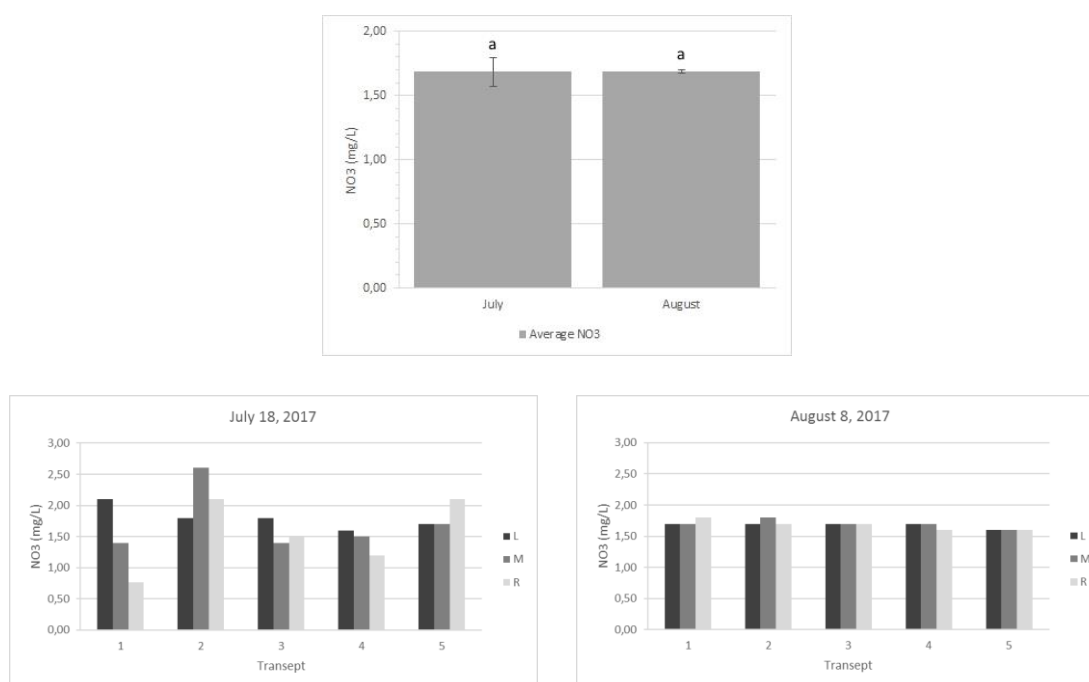 2,00
1,50
1,00
0,50
0,00
NO3 (mg/L)
a
a
July
August
Average NO3
July 18, 2017
3,00
2,50
2,00
1,50
1,00
0,50
0,00
NO3 (mg/L)
1 2 3 4 5
Transept
L
M
R
August 8, 2017
3,00
2,50
2,00
1,50
1,00
0,50
0,00
NO3 (mg/L)
1 2 3 4 5
Transept
L
M
R